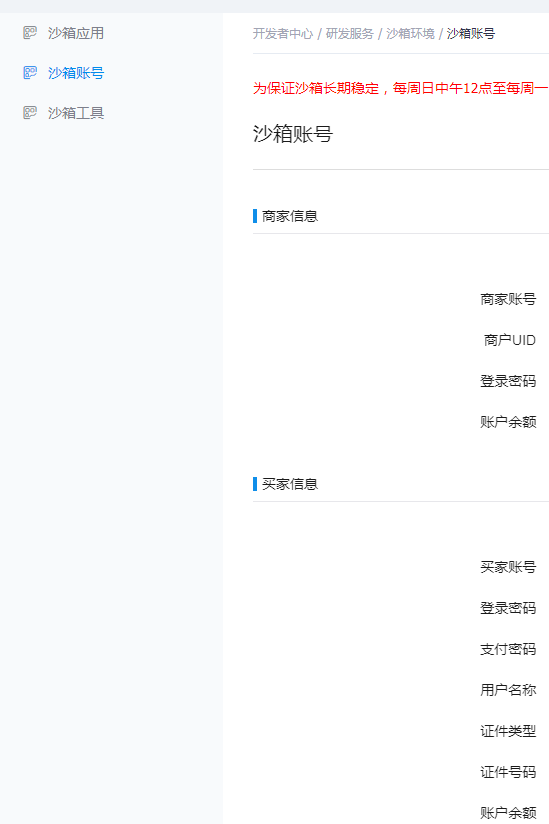 沙箱应用
沙箱账号
沙箱工具
开发者中心 / 研发服务 / 沙箱环境 / 沙箱账号
为保证沙箱长期稳定，每周日中午12点至每周一
沙箱账号
商家信息
商家账号
商户UID
登录密码
账户余额
买家信息
买家账号
登录密码
支付密码
用户名称
证件类型
证件号码
账户余额